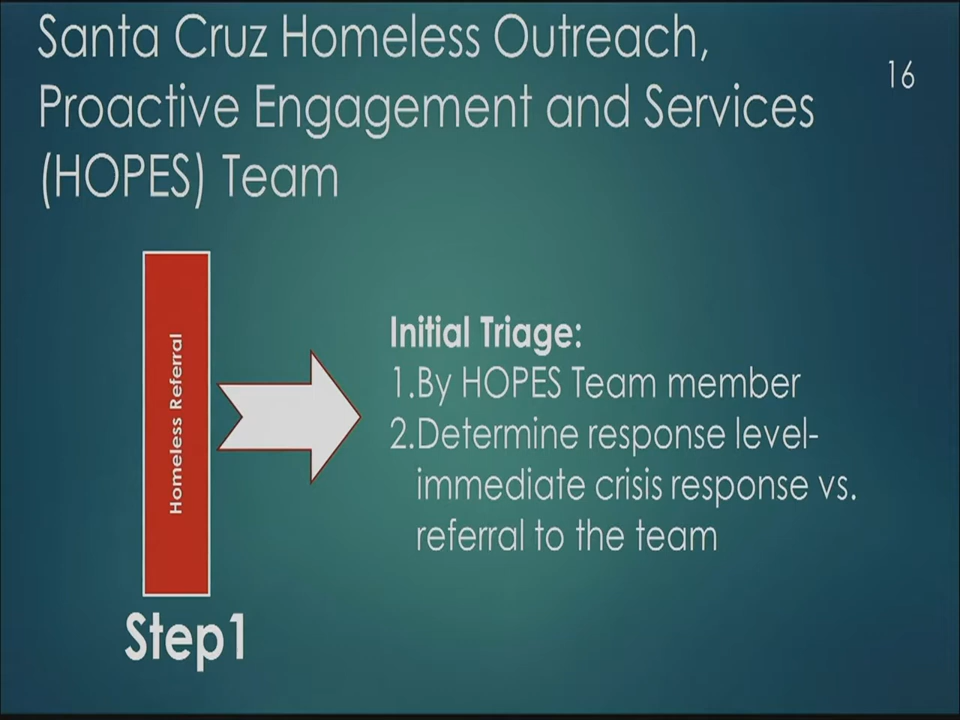 Santa Cruz Homeless Outreach,
Proactive Engagement and Services
(HOPES) Team
16
Homeless Referral
Initial Triage:
1.By HOPES Team member
2.Determine response level-
immediate crisis response vs.
referral to the team
Step1